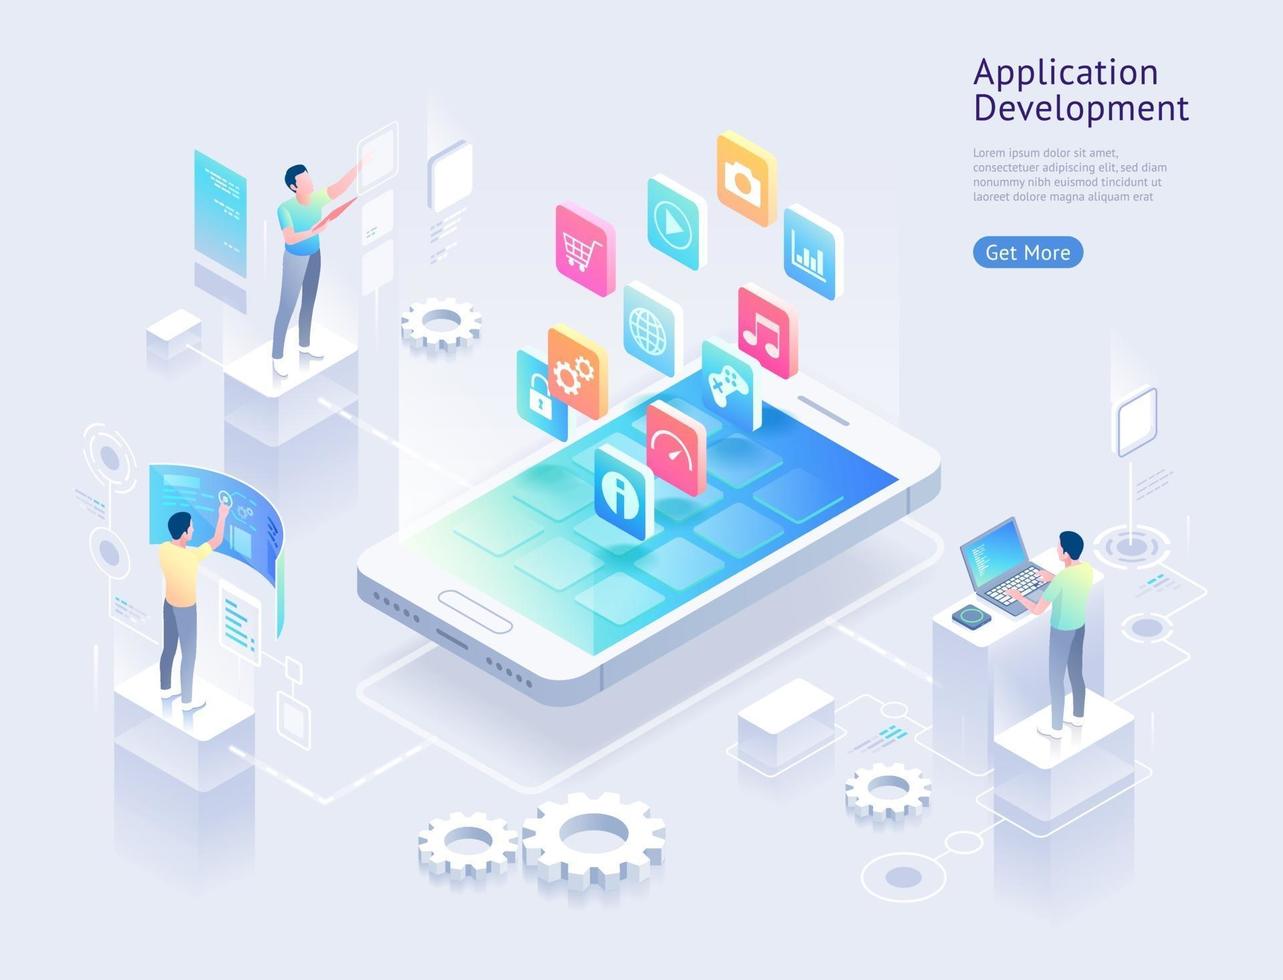 Application
Development
Lorem ipsum dolor sit amet,
consectetuer adipiscing elit, sed diam
nonummy nibh euismod tincidunt ut
laoreet dolore magna aliquam erat
Get More